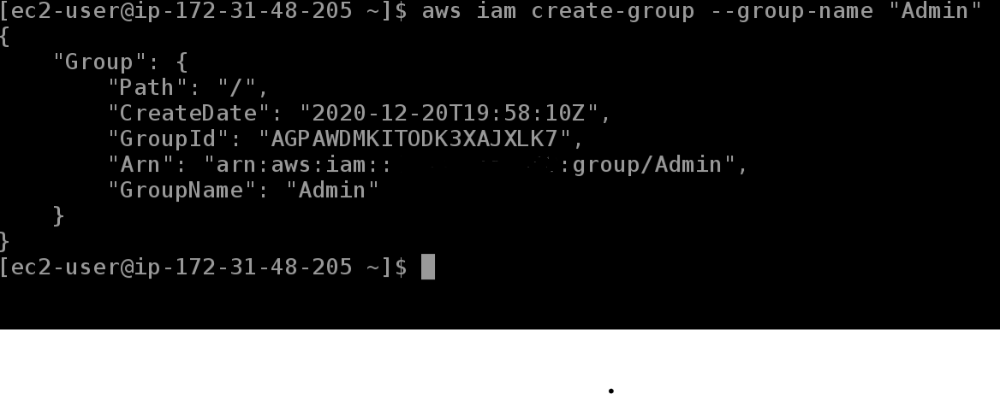 [ec2-user@ip-172-31-48-205 ~]$ aws iam create-group --group-name "Admin"
{
    "Group": {
        "Path": "/",
        "CreateDate": "2020-12-20T19:58:10Z",
        "GroupId": "AGPAWDMKITODK3XAJXLK7",
        "Arn": "arn:aws:iam:: :group/Admin",
        "GroupName": "Admin"
    }
}
[ec2-user@ip-172-31-48-205 ~]$
.